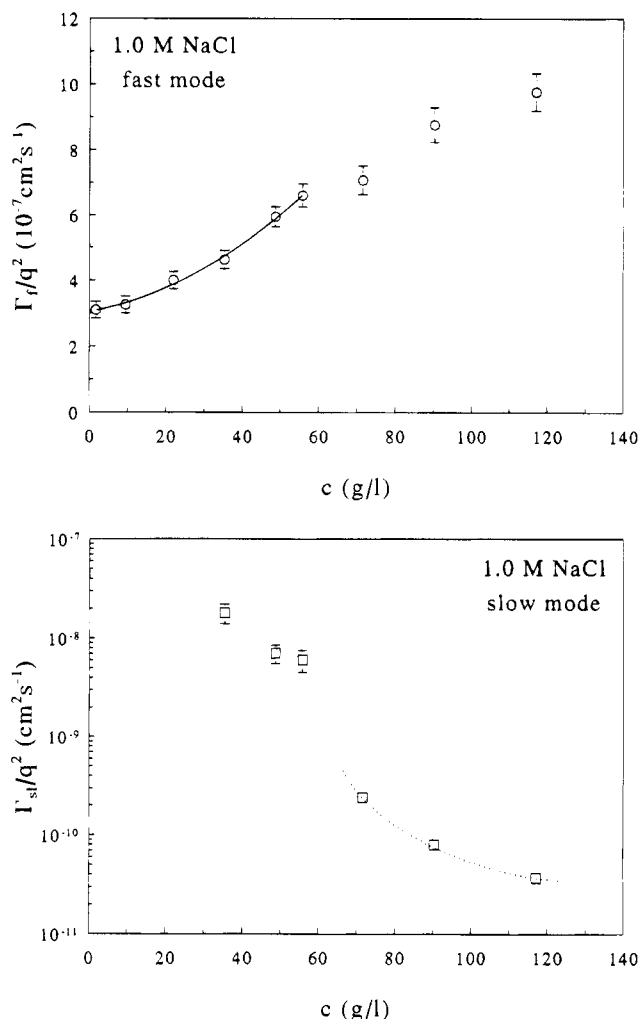 12
10
8
6
4
2
0
Γf/q² (10⁻⁷cm²s⁻¹)
1.0 M NaCl
fast mode
0 20 40 60 80 100 120 140
c (g/l)
10⁻⁷
10⁻⁸
10⁻⁹
10⁻¹⁰
10⁻¹¹
Γsl/q² (cm²s⁻¹)
1.0 M NaCl
slow mode
0 20 40 60 80 100 120 140
c (g/l)